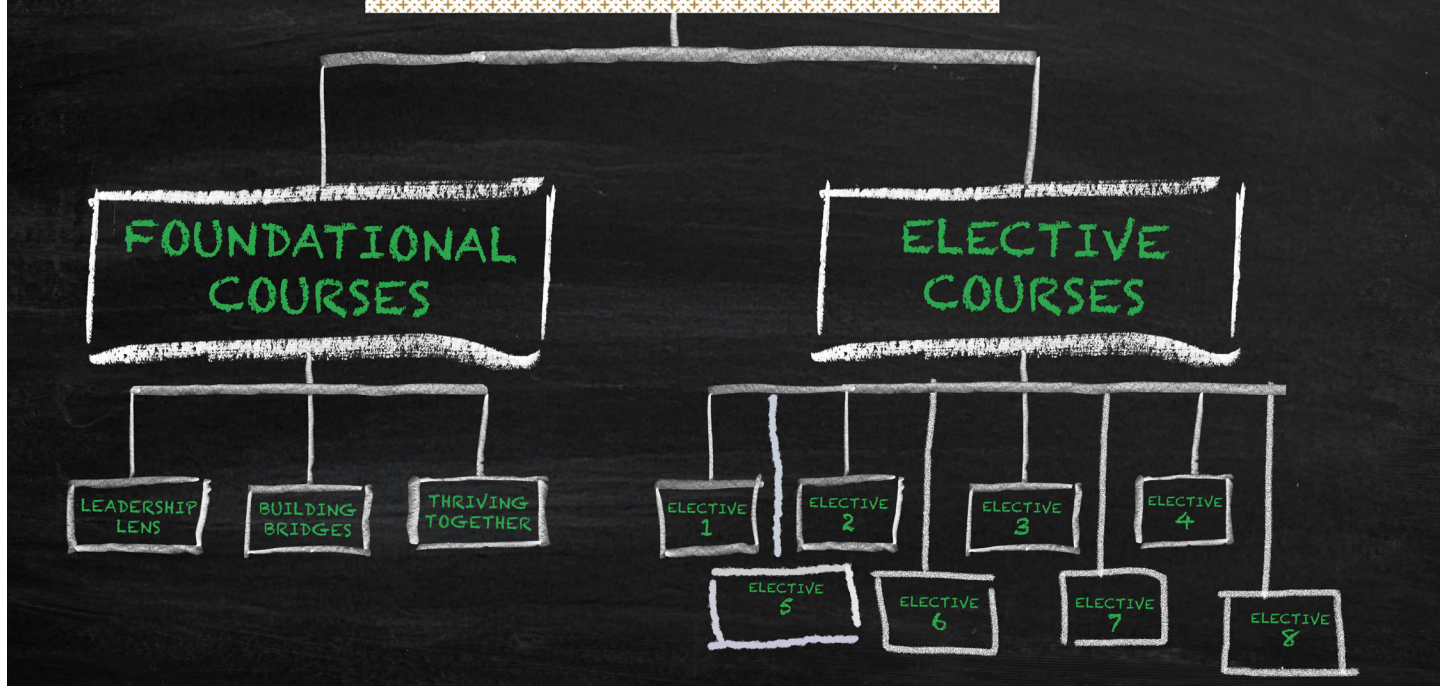 FOUNDATIONAL
COURSES
ELECTIVE
COURSES
LEADERSHIP
LENS
BUILDING
BRIDGES
THRIVING
TOGETHER
ELECTIVE
1
ELECTIVE
2
ELECTIVE
3
ELECTIVE
4
ELECTIVE
5
ELECTIVE
6
ELECTIVE
7
ELECTIVE
8